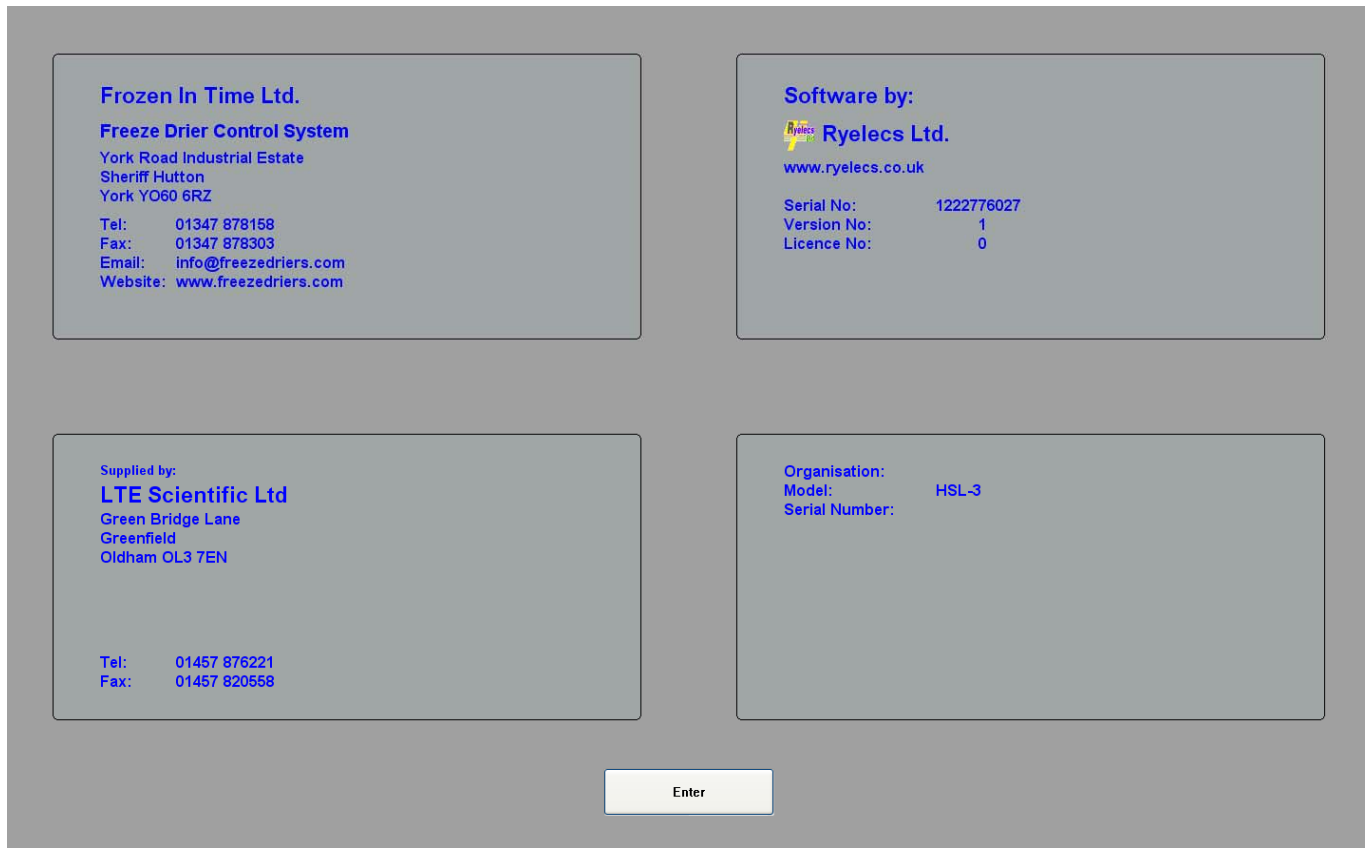 Frozen In Time Ltd.
Freeze Drier Control System
York Road Industrial Estate
Sheriff Hutton
York YO60 6RZ
Tel: 01347 878158
Fax: 01347 878303
Email: info@freezedriers.com
Website: www.freezedriers.com
Software by:
Ryelecs Ryelecs Ltd.
www.ryelecs.co.uk
Serial No: 1222776027
Version No: 1
Licence No: 0
Supplied by:
LTE Scientific Ltd
Green Bridge Lane
Greenfield
Oldham OL3 7EN
Tel: 01457 876221
Fax: 01457 820558
Organisation:
Model: HSL-3
Serial Number:
Enter